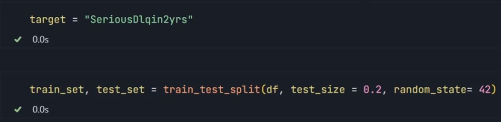 target = "SeriousDlqin2yrs"
✓ 0.0s
train_set, test_set = train_test_split(df, test_size = 0.2, random_state= 42)
✓ 0.0s